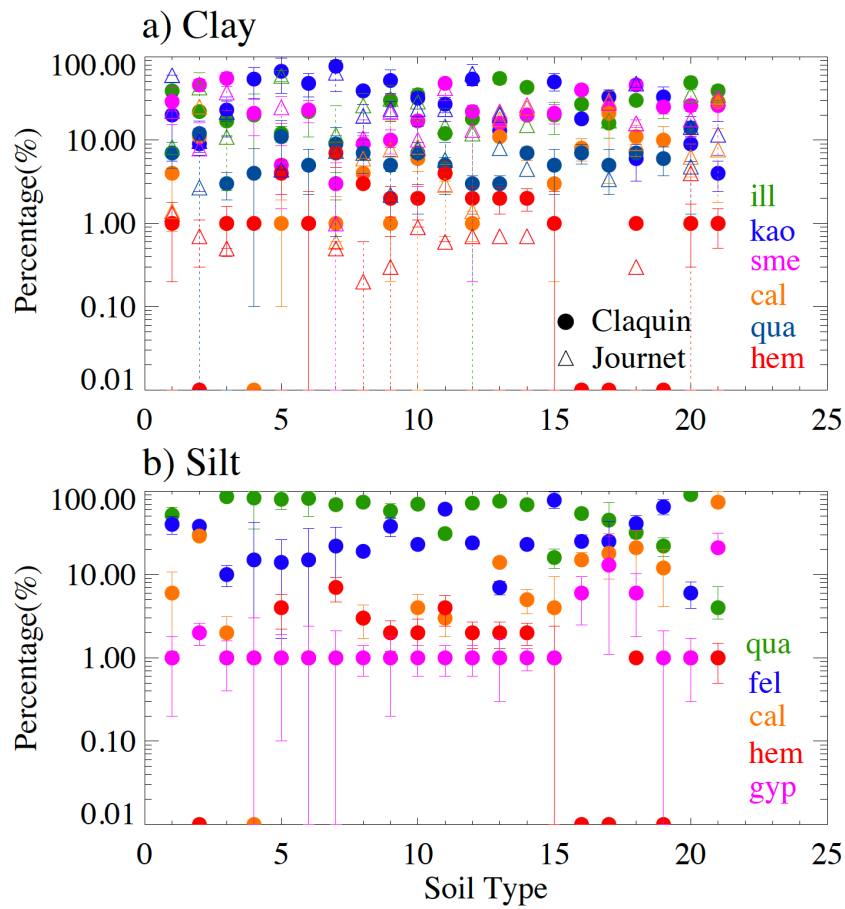 a) Clay
100.00
10.00
1.00
0.10
0.01
Percentage(%)
ill
kao
sme
cal
qua
hem
Claquin
Journet
0 5 10 15 20 25
b) Silt
100.00
10.00
1.00
0.10
0.01
Percentage(%)
qua
fel
cal
hem
gyp
0 5 10 15 20 25
Soil Type